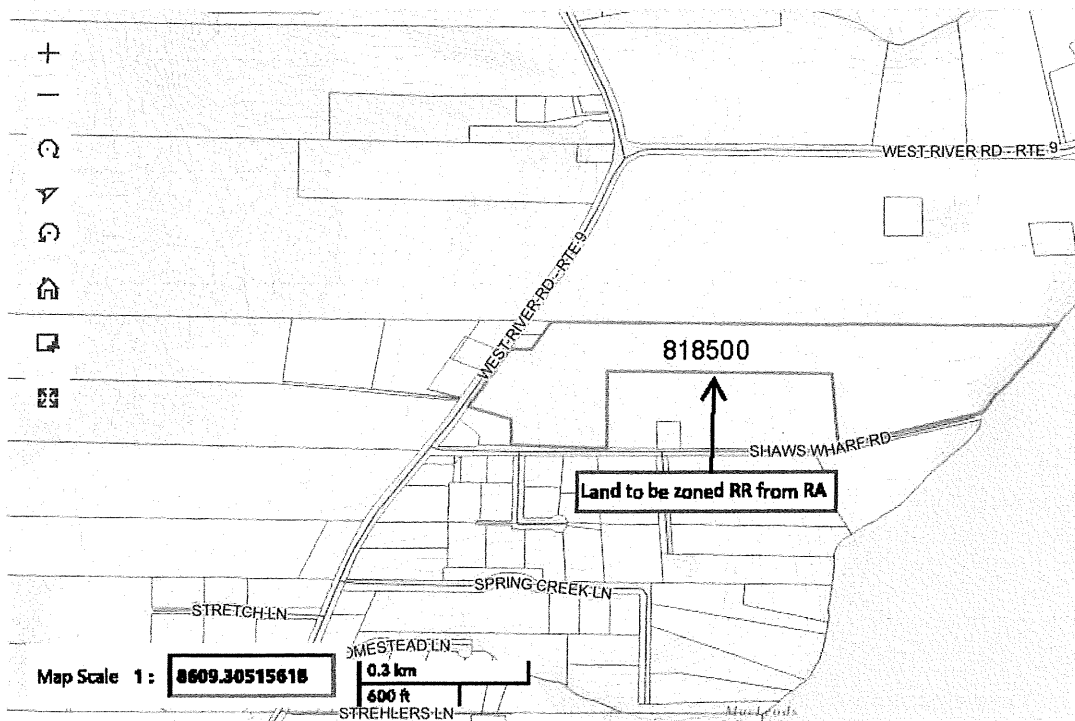 WEST RIVER RD - RTE 9
WEST RIVER RD - RTE 9
818500
SHAWS WHARF RD
Land to be zoned RR from RA
SPRING CREEK LN
STRETCH LN
OMESTEAD LN
Map Scale 1 : 8609.30515618
0.3 km
600 ft
STREHLERS LN
MacLeods